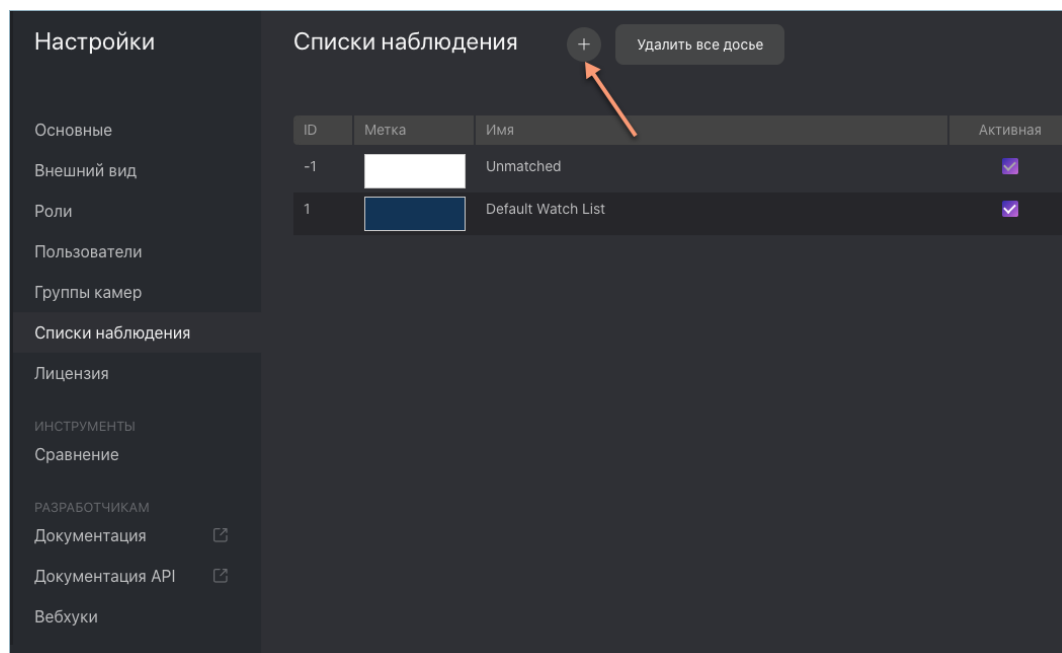 Настройки
Списки наблюдения + Удалить все досье
Основные
Внешний вид
Роли
Пользователи
Группы камер
Списки наблюдения
Лицензия
ИНСТРУМЕНТЫ
Сравнение
РАЗРАБОТЧИКАМ
Документация
Документация API
Вебхуки
ID Метка Имя Активная
-1 Unmatched
1 Default Watch List